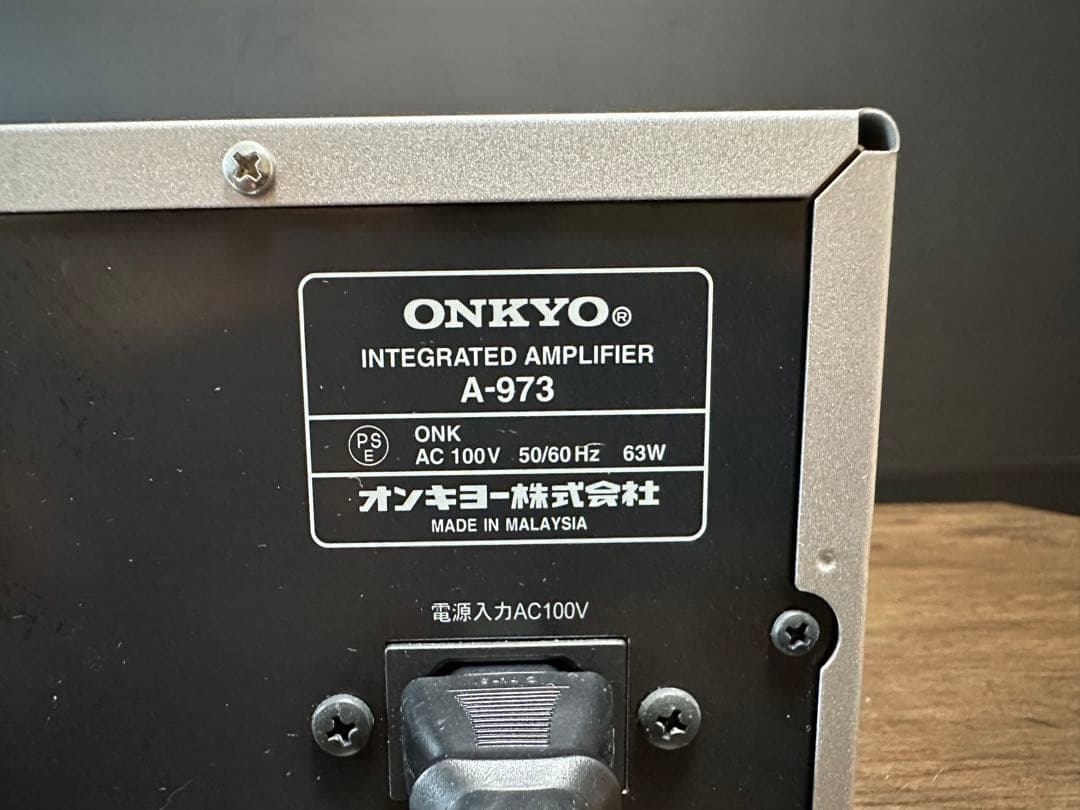 ONKYO®
INTEGRATED AMPLIFIER
A-973
PS
E
ONK
AC 100V 50/60Hz 63W
オンキヨー株式会社
MADE IN MALAYSIA
電源入力AC100V